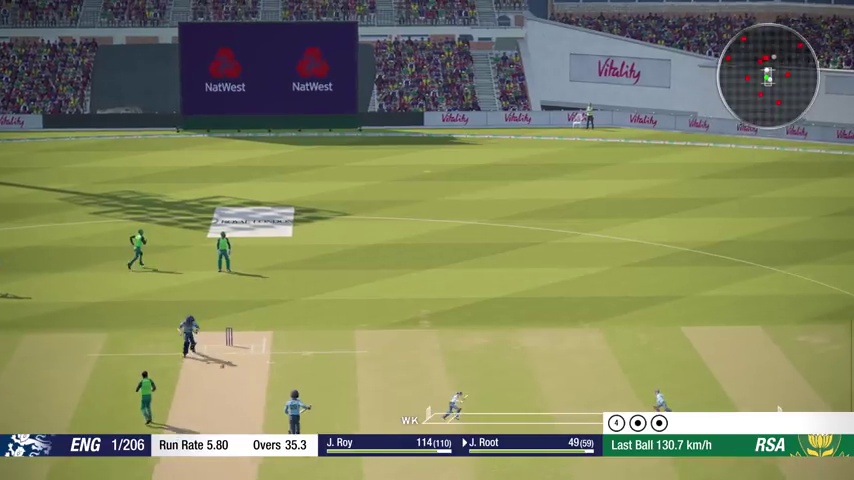 NatWest NatWest
Vitality
Vitality Vitality Vitality Vitality Vitality Vitality
WK
4
ENG 1/206 Run Rate 5.80 Overs 35.3 J. Roy 114(110) J. Root 49(59) Last Ball 130.7 km/h RSA